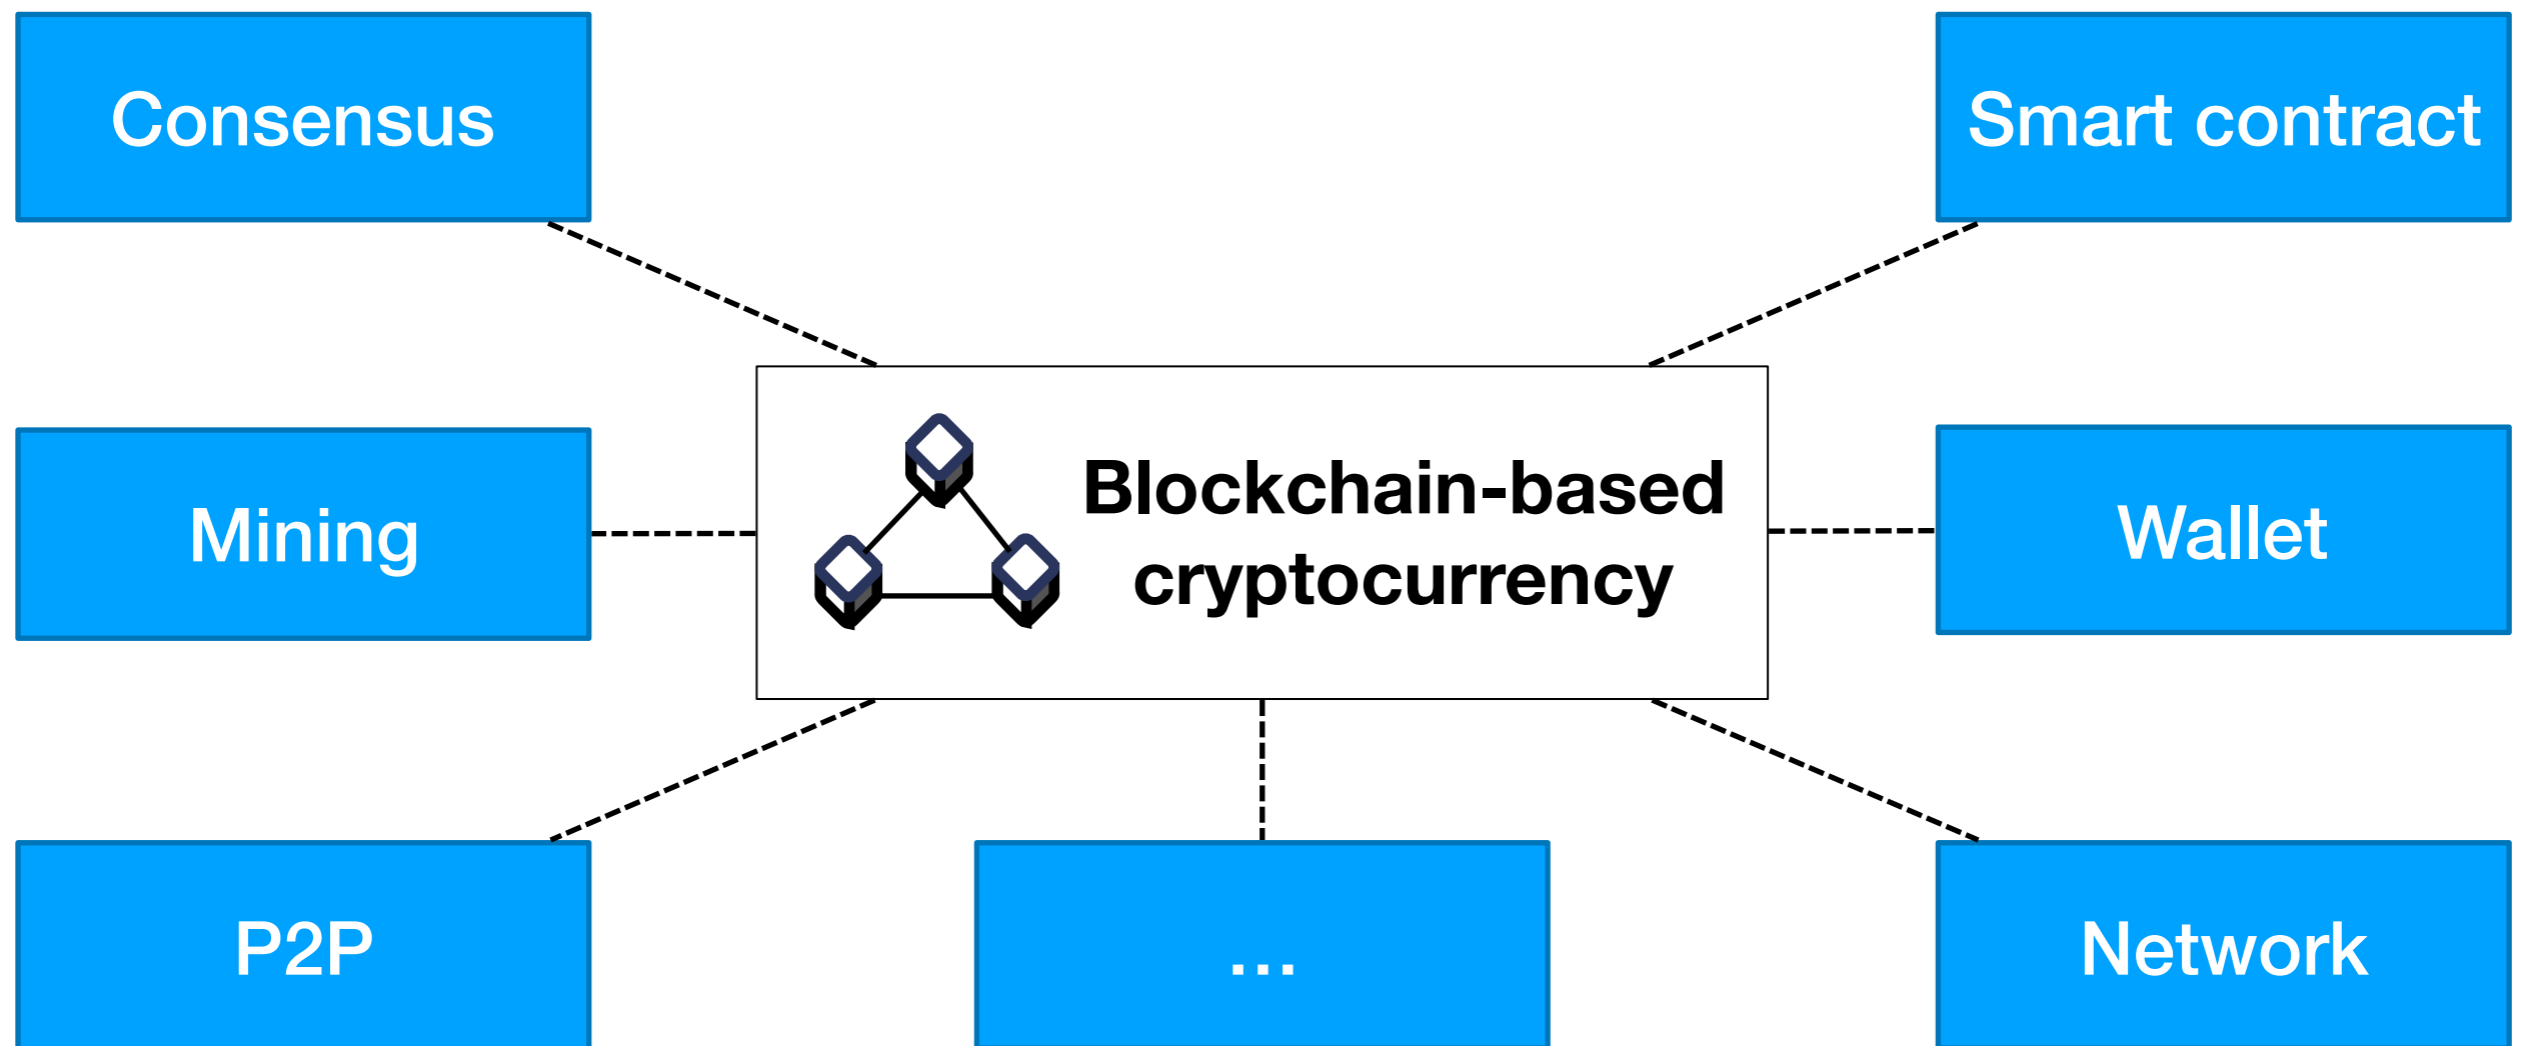 Consensus
Smart contract
Mining
Blockchain-based
cryptocurrency
Wallet
P2P
...
Network